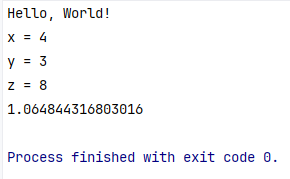 Hello, World!
x = 4
y = 3
z = 8
1.064844316803016
Process finished with exit code 0.